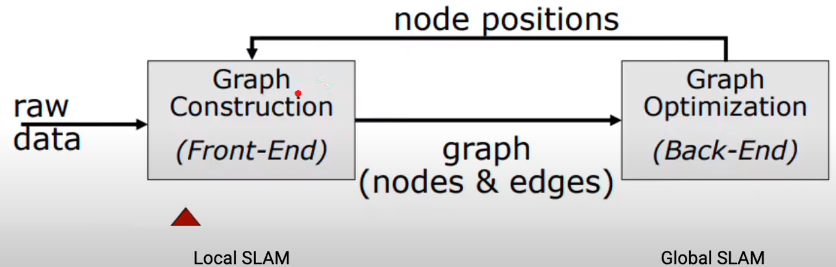 node positions
raw
data
Graph
Construction
(Front-End)
graph
(nodes & edges)
Graph
Optimization
(Back-End)
Local SLAM
Global SLAM